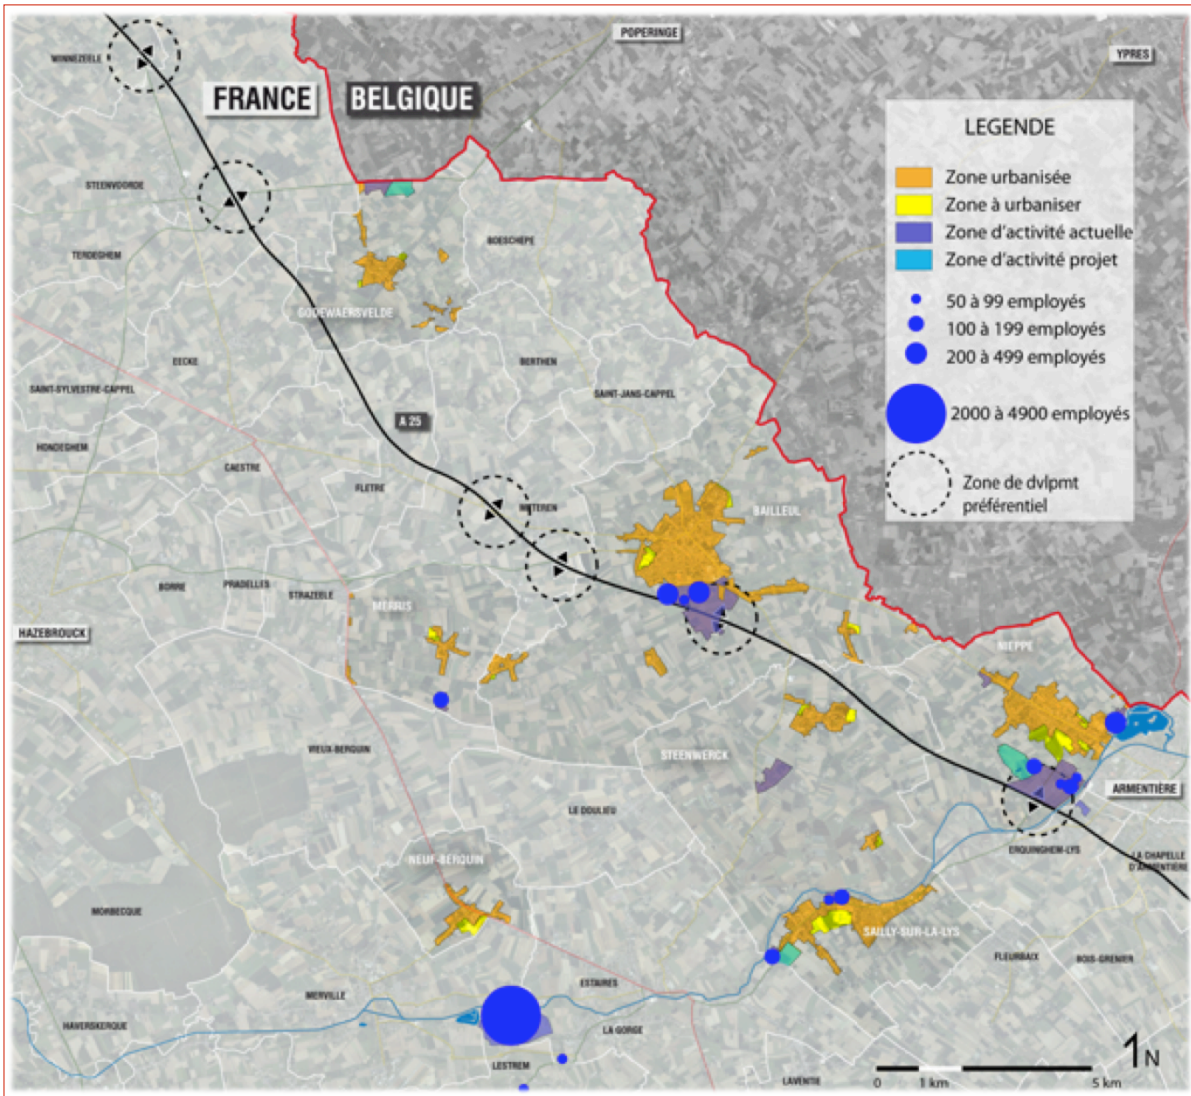 POPERINGE
YPRES
WINNEZEELE
FRANCE
BELGIQUE
LEGENDE
Zone urbanisée
Zone à urbaniser
Zone d'activité actuelle
Zone d'activité projet
50 à 99 employés
100 à 199 employés
200 à 499 employés
2000 à 4900 employés
Zone de dvlpmt
préférentiel
STEENVOORDE
TERDEGHEM
BOESCHEPE
GODEWAERSVELDE
EECKE
BERTHEN
SAINT-SYLVESTRE-CAPPEL
SAINT-JANS-CAPPEL
A 25
HONDEGHEM
CAESTRE
FLETRE
METEREN
BAILLEUL
BORRE
PRADELLES
STRAZEELE
MERRIS
HAZEBROUCK
NIEPPE
VIEUX-BERQUIN
STEENWERCK
ARMENTIÈRE
LE DOULIEU
ERQUINGHEM-LYS
LA CHAPELLE
D'ARMENTIÈRE
NEUF-BERQUIN
MORBECQUE
SAILLY-SUR-LA-LYS
FLEURBAIX
BOIS-GRENIER
ESTAIRES
MERVILLE
HAVERSKERQUE
LA GORGE
LESTREM
LAVENTIE
1N
0 1 km 5 km